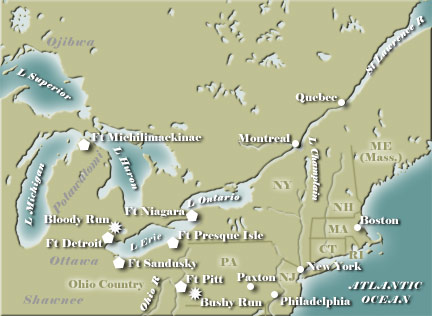 Ojibwa
L Superior
St Lawrence R
Quebec
Ft Michilimackinac
Montreal
L Champlain
ME
(Mass.)
L Michigan
Potawatomi
L Huron
L Ontario
NY
NH
Ft Niagara
Bloody Run
Boston
MA
Ft Detroit
L Erie
Ft Presque Isle
CT
RI
Ottawa
Ft Sandusky
PA
New York
NJ
Ohio Country
Ohio R
Ft Pitt
Paxton
ATLANTIC
OCEAN
Shawnee
Bushy Run
Philadelphia